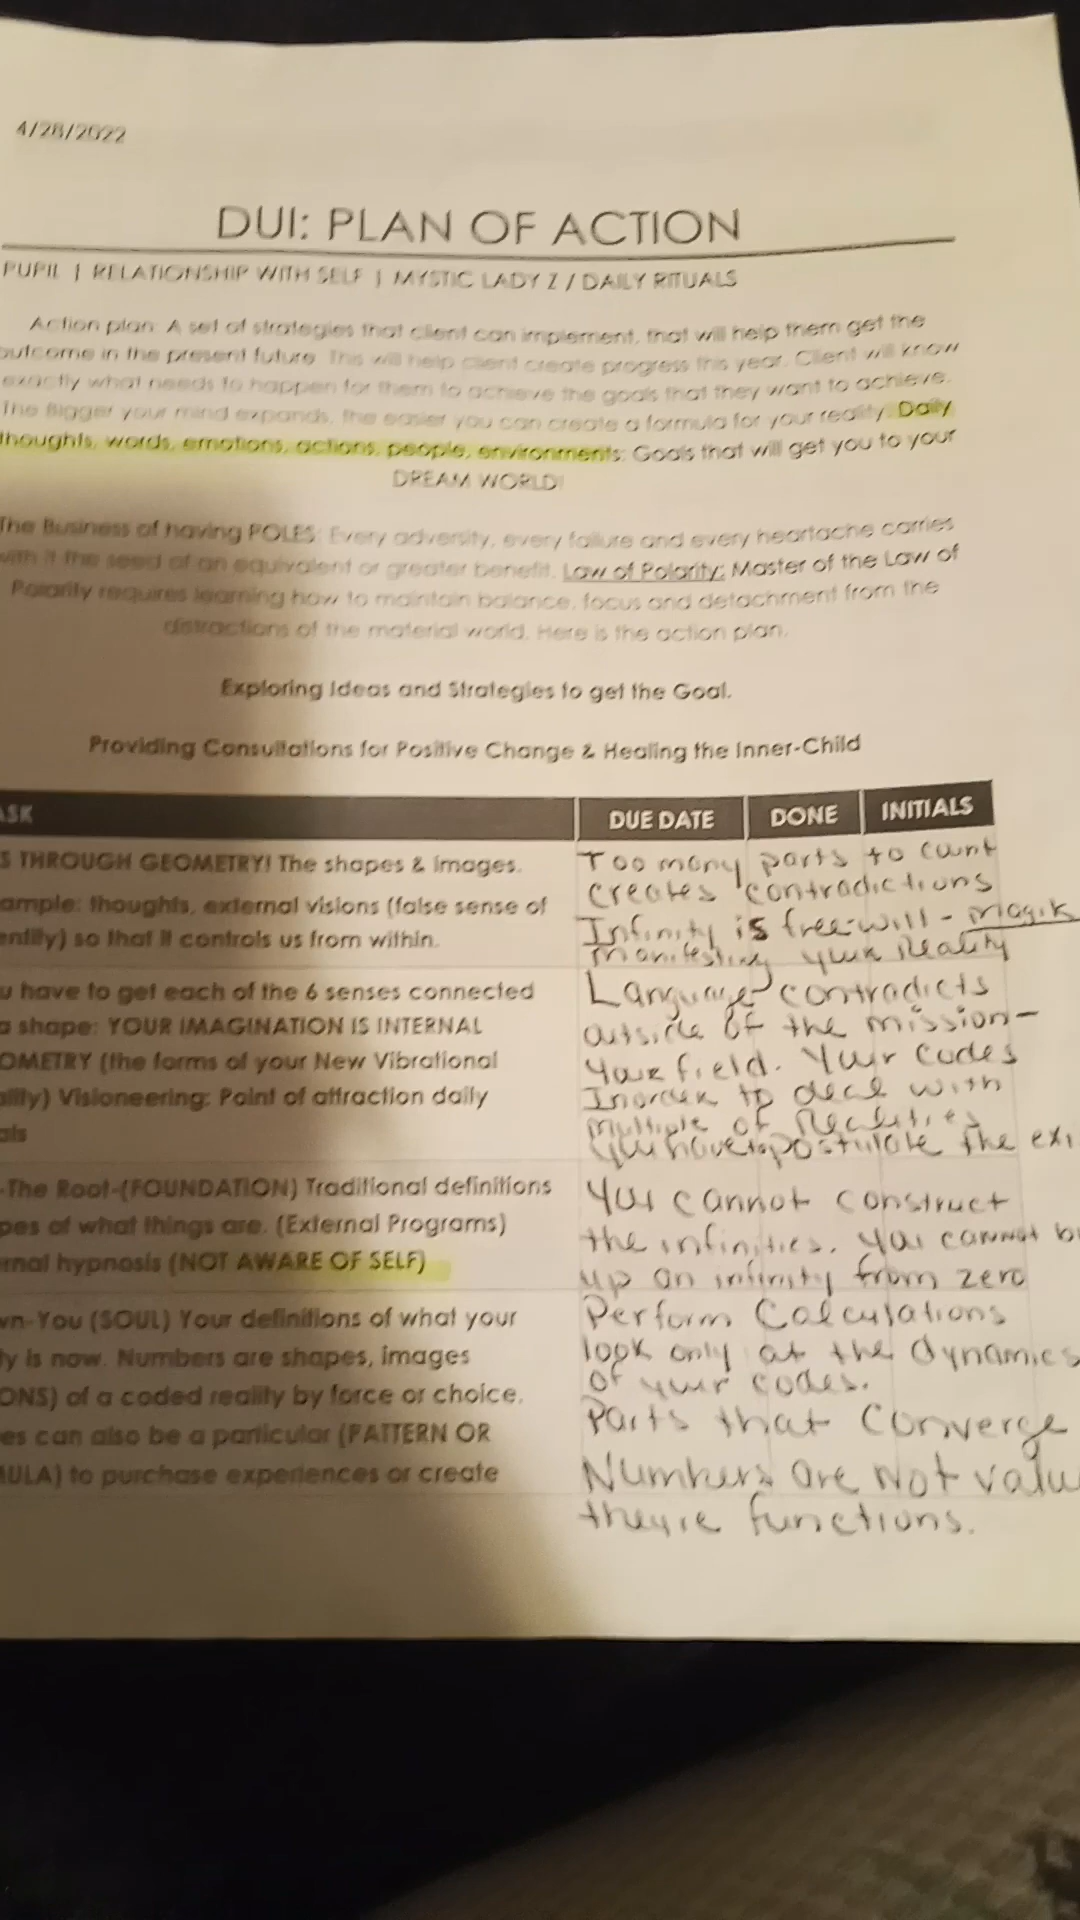 4/28/2022
DUI: PLAN OF ACTION
PUPIL | RELATIONSHIP WITH SELF | MYSTIC LADY Z / DAILY RITUALS
Action plan: A set of strategies that client can implement, that will help them get the
outcome in the present future. This will help client create progress this year. Client will know
exactly what needs to happen for them to achieve the goals that they want to achieve.
The Bigger your mind expands, the easier you can create a formula for your reality. Daily
thoughts, words, emotions, actions, people, environments: Goals that will get you to your
DREAM WORLD!
The Business of having POLES: Every adversity, every failure and every heartache carries
with it the seed of an equivalent or greater benefit. Law of Polarity: Master of the Law of
Polarity requires learning how to maintain balance, focus and detachment from the
distractions of the material world. Here is the action plan.
Exploring Ideas and Strategies to get the Goal.
Providing Consultations for Positive Change & Healing the Inner-Child
ASK DUE DATE DONE INITIALS
S THROUGH GEOMETRY! The shapes & images.
ample: thoughts, external visions (false sense of
entity) so that it controls us from within.
Too many parts to count
creates contradictions
Infinity is free-will - magik
manifesting your Reality
u have to get each of the 6 senses connected
a shape: YOUR IMAGINATION IS INTERNAL
OMETRY (the forms of your New Vibrational
ality) Visioneering: Point of attraction daily
als
Language contradicts
outside of the mission-
Your field. Your codes
Inorder to deal with
multiple of Realities
you have to postulate the exi
-The Root-(FOUNDATION) Traditional definitions
pes of what things are. (External Programs)
rnal hypnosis (NOT AWARE OF SELF)
You cannot construct
the infinities. You cannot b
up an infinity from zero
wn-You (SOUL) Your definitions of what your
ty is now. Numbers are shapes, images
ONS) of a coded reality by force or choice.
es can also be a particular (PATTERN OR
MULA) to purchase experiences or create
Perform Calculations
look only at the dynamics
of your codes.
Parts that converge
Numbers are not valu
they're functions.